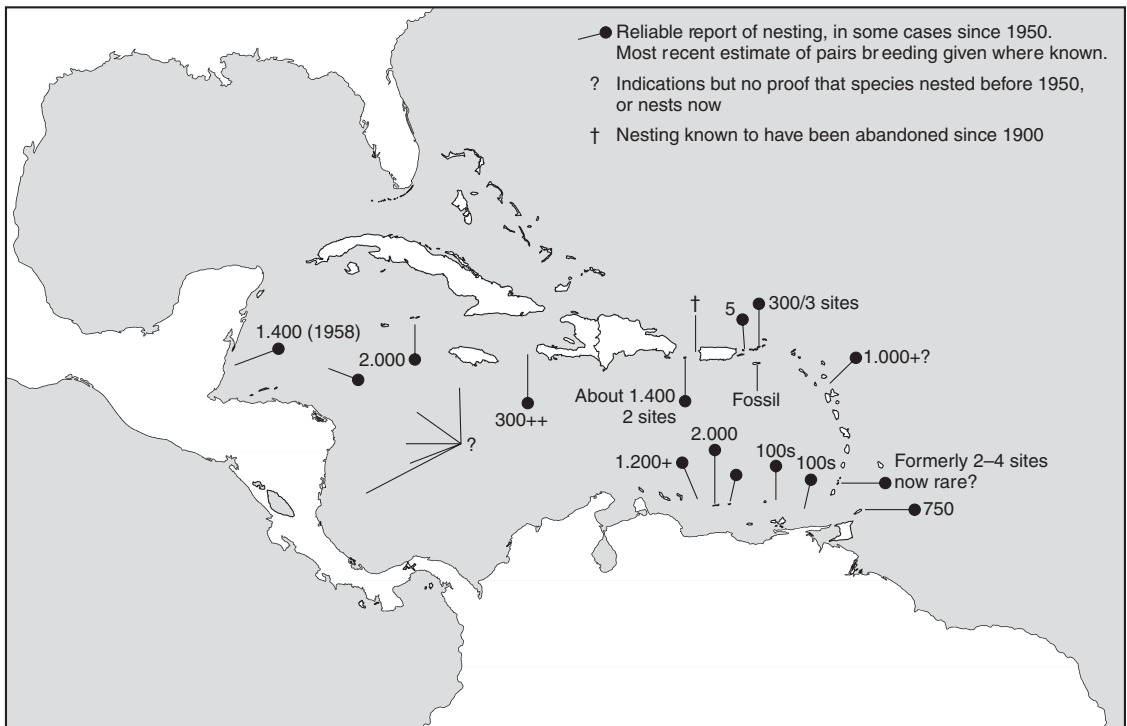 Reliable report of nesting, in some cases since 1950.
Most recent estimate of pairs br eeding given where known.
? Indications but no proof that species nested before 1950,
or nests now
† Nesting known to have been abandoned since 1900
†
5
300/3 sites
1.400 (1958)
2.000
1.000+?
About 1.400
2 sites
Fossil
300++
?
2.000
1.200+
100s
100s
Formerly 2–4 sites
now rare?
750